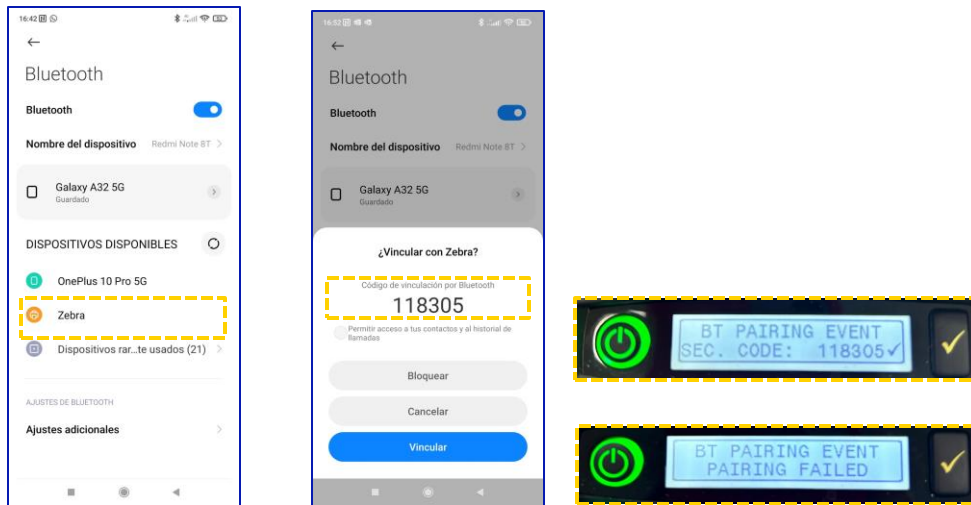 16:42
Bluetooth
Bluetooth
Nombre del dispositivo Redmi Note 8T >
Galaxy A32 5G >
Guardado
DISPOSITIVOS DISPONIBLES
OnePlus 10 Pro 5G
Zebra
Dispositivos rar...te usados (21) >
AJUSTES DE BLUETOOTH
Ajustes adicionales >
16:52
Bluetooth
Bluetooth
Nombre del dispositivo Redmi Note 8T >
Galaxy A32 5G >
Guardado
¿Vincular con Zebra?
Código de vinculación por Bluetooth
118305
Permitir acceso a tus contactos y al historial de
llamadas
Bloquear
Cancelar
Vincular
BT PAIRING EVENT
SEC. CODE: 118305✓
BT PAIRING EVENT
PAIRING FAILED